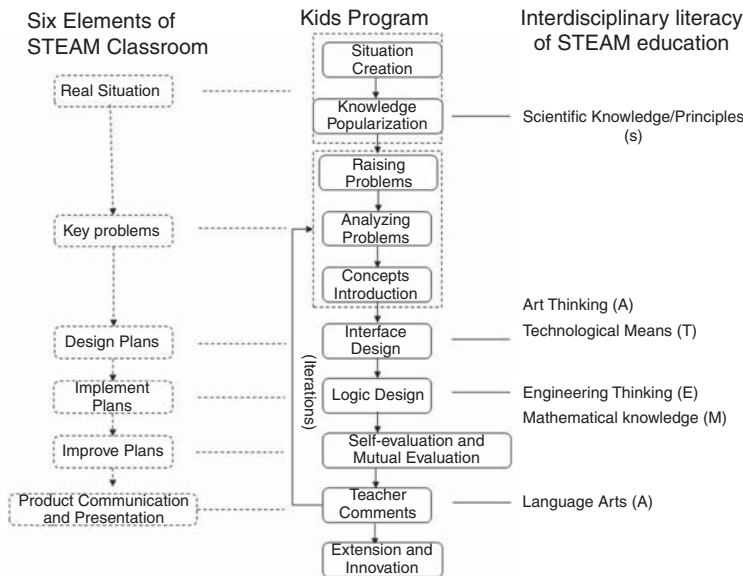 Six Elements of
STEAM Classroom
Real Situation
Key problems
Design Plans
Implement
Plans
Improve Plans
Product Communication
and Presentation
Kids Program
Situation
Creation
Knowledge
Popularization
Raising
Problems
Analyzing
Problems
Concepts
Introduction
Interface
Design
Logic Design
Self-evaluation and
Mutual Evaluation
Teacher
Comments
Extension and
Innovation
(Iterations)
Interdisciplinary literacy
of STEAM education
Scientific Knowledge/Principles
(s)
Art Thinking (A)
Technological Means (T)
Engineering Thinking (E)
Mathematical knowledge (M)
Language Arts (A)